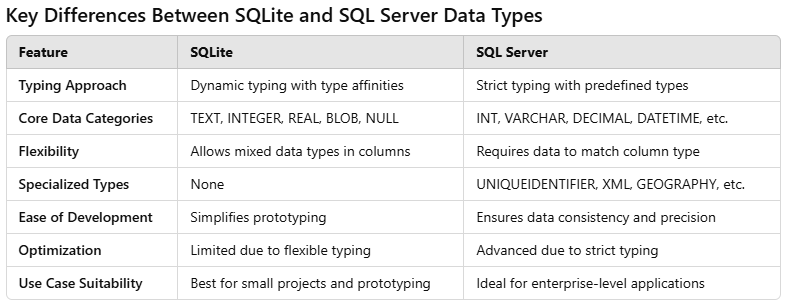 Key Differences Between SQLite and SQL Server Data Types
Feature SQLite SQL Server
Typing Approach Dynamic typing with type affinities Strict typing with predefined types
Core Data Categories TEXT, INTEGER, REAL, BLOB, NULL INT, VARCHAR, DECIMAL, DATETIME, etc.
Flexibility Allows mixed data types in columns Requires data to match column type
Specialized Types None UNIQUEIDENTIFIER, XML, GEOGRAPHY, etc.
Ease of Development Simplifies prototyping Ensures data consistency and precision
Optimization Limited due to flexible typing Advanced due to strict typing
Use Case Suitability Best for small projects and prototyping Ideal for enterprise-level applications